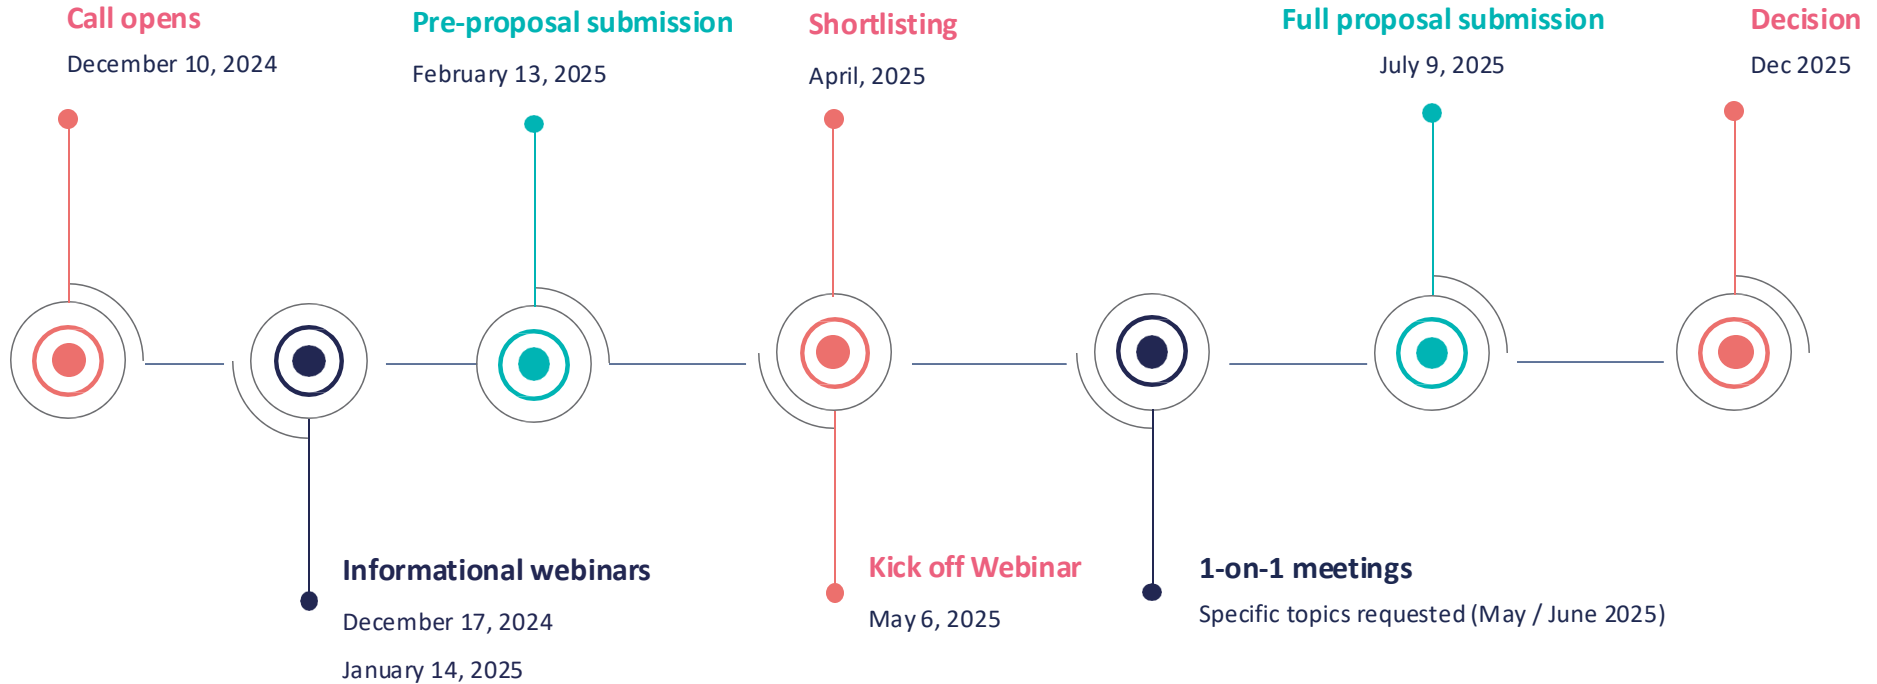 Call opens
December 10, 2024
Pre-proposal submission
February 13, 2025
Shortlisting
April, 2025
Full proposal submission
July 9, 2025
Decision
Dec 2025
Informational webinars
December 17, 2024
January 14, 2025
Kick off Webinar
May 6, 2025
1-on-1 meetings
Specific topics requested (May / June 2025)